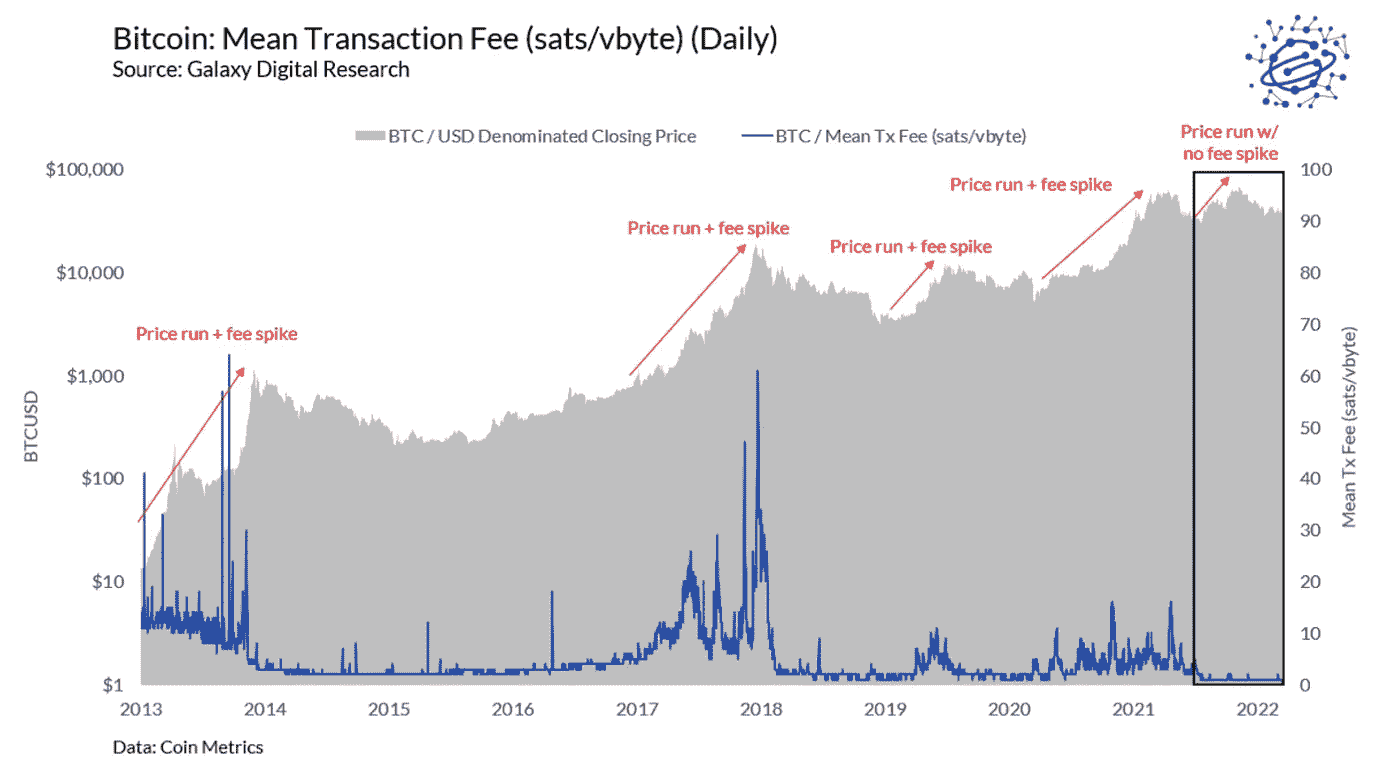 Bitcoin: Mean Transaction Fee (sats/vbyte) (Daily)
Source: Galaxy Digital Research
BTC / USD Denominated Closing Price
BTC / Mean Tx Fee (sats/vbyte)
Price run w/
no fee spike
Price run + fee spike
Price run + fee spike
Price run + fee spike
Price run + fee spike
$100,000
$10,000
$1,000
$100
$10
$1
BTCUSD
100
90
80
70
60
50
40
30
20
10
0
Mean Tx Fee (sats/vbyte)
2013
2014
2015
2016
2017
2018
2019
2020
2021
2022
Data: Coin Metrics